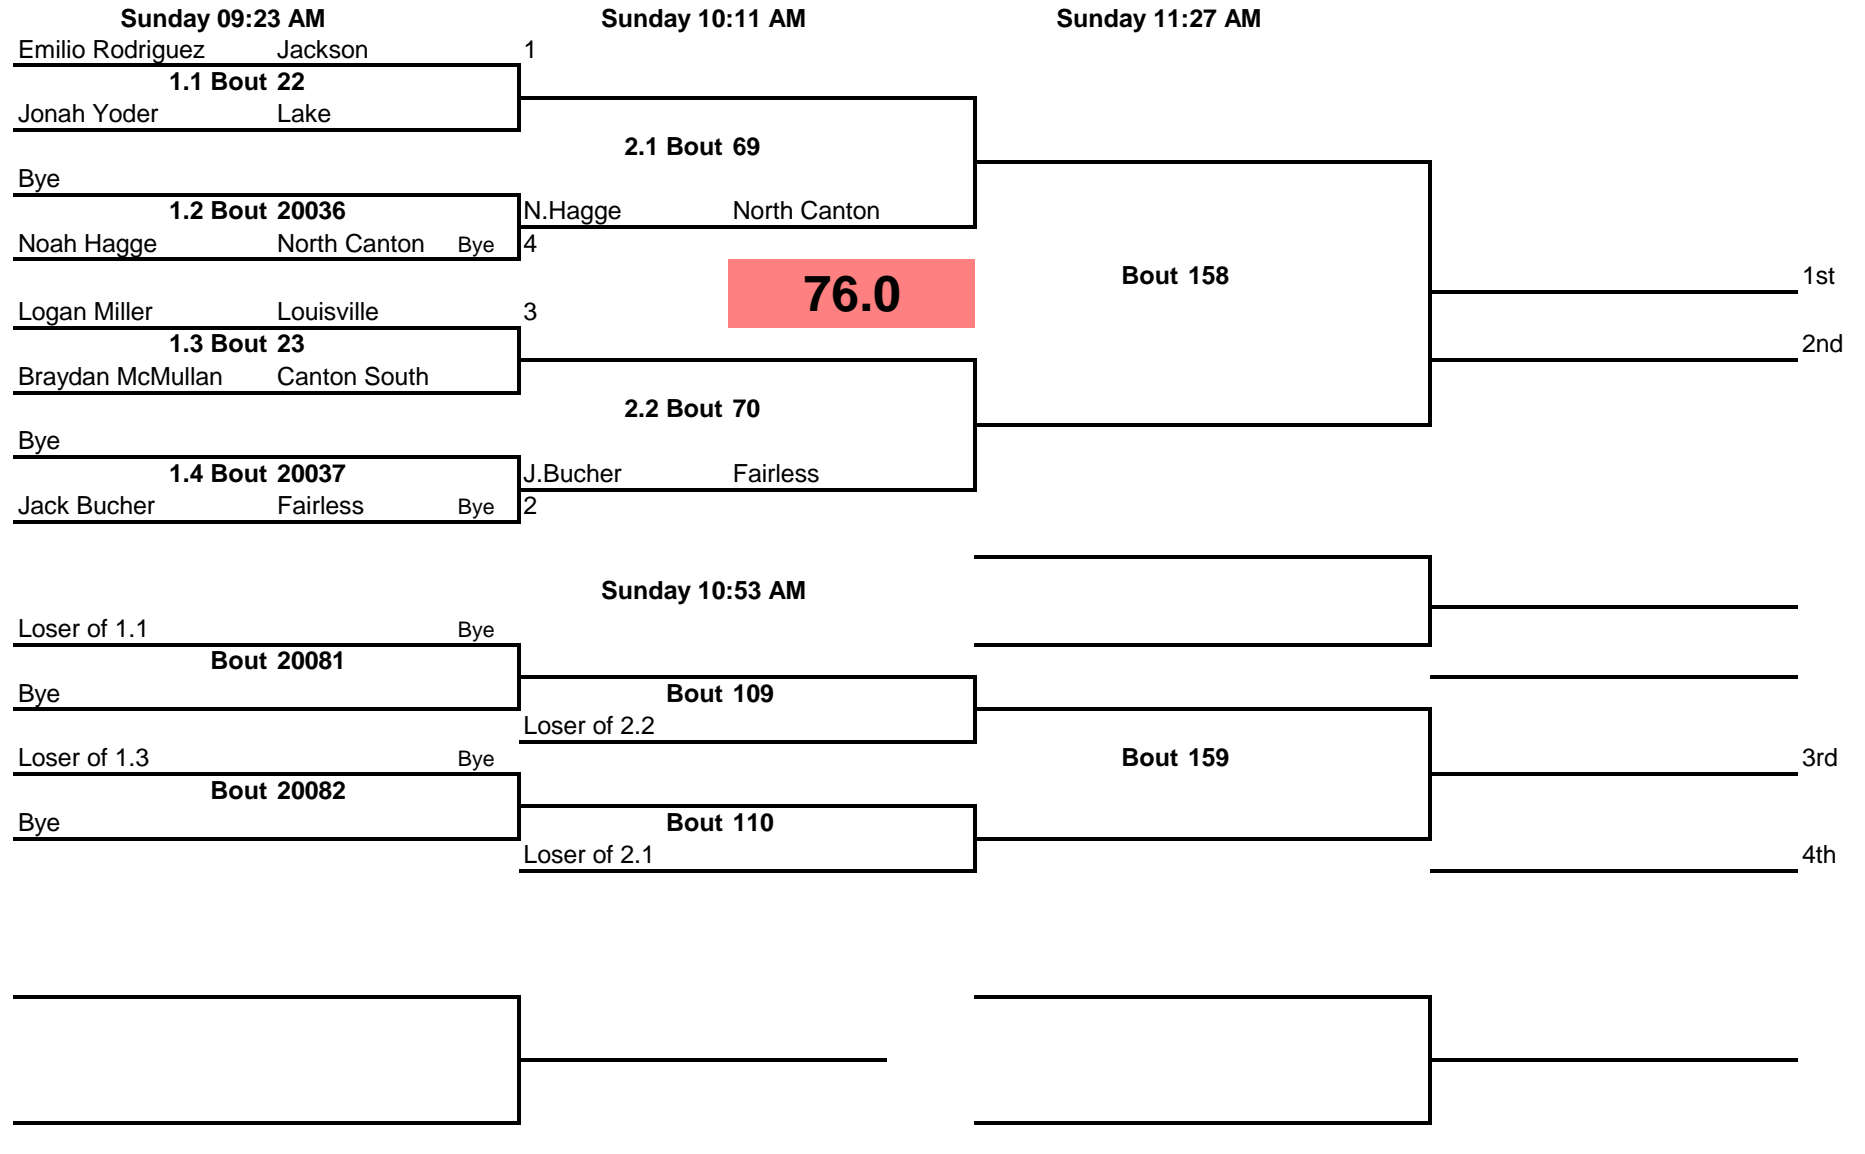 Sunday 09:23 AM Sunday 10:11 AM Sunday 11:27 AM
Emilio Rodriguez Jackson 1
1.1 Bout 22
Jonah Yoder Lake
2.1 Bout 69
Bye
1.2 Bout 20036 N.Hagge North Canton
Noah Hagge North Canton Bye 4
76.0 Bout 158 1st
Logan Miller Louisville 3
1.3 Bout 23 2nd
Braydan McMullan Canton South
2.2 Bout 70
Bye
1.4 Bout 20037 J.Bucher Fairless
Jack Bucher Fairless Bye 2
Sunday 10:53 AM
Loser of 1.1 Bye
Bout 20081
Bye Bout 109
Loser of 2.2
Loser of 1.3 Bye Bout 159 3rd
Bout 20082
Bye Bout 110
Loser of 2.1 4th